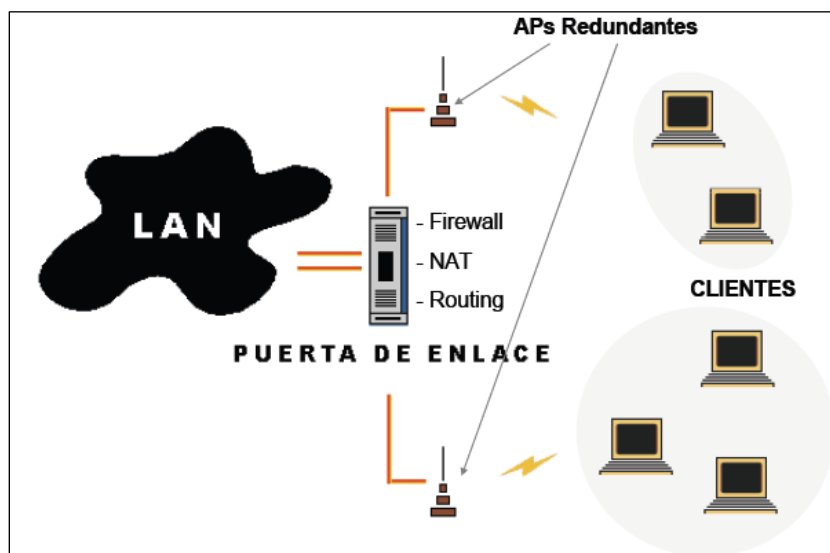 APs Redundantes
LAN
- Firewall
- NAT
- Routing
CLIENTES
PUERTA DE ENLACE